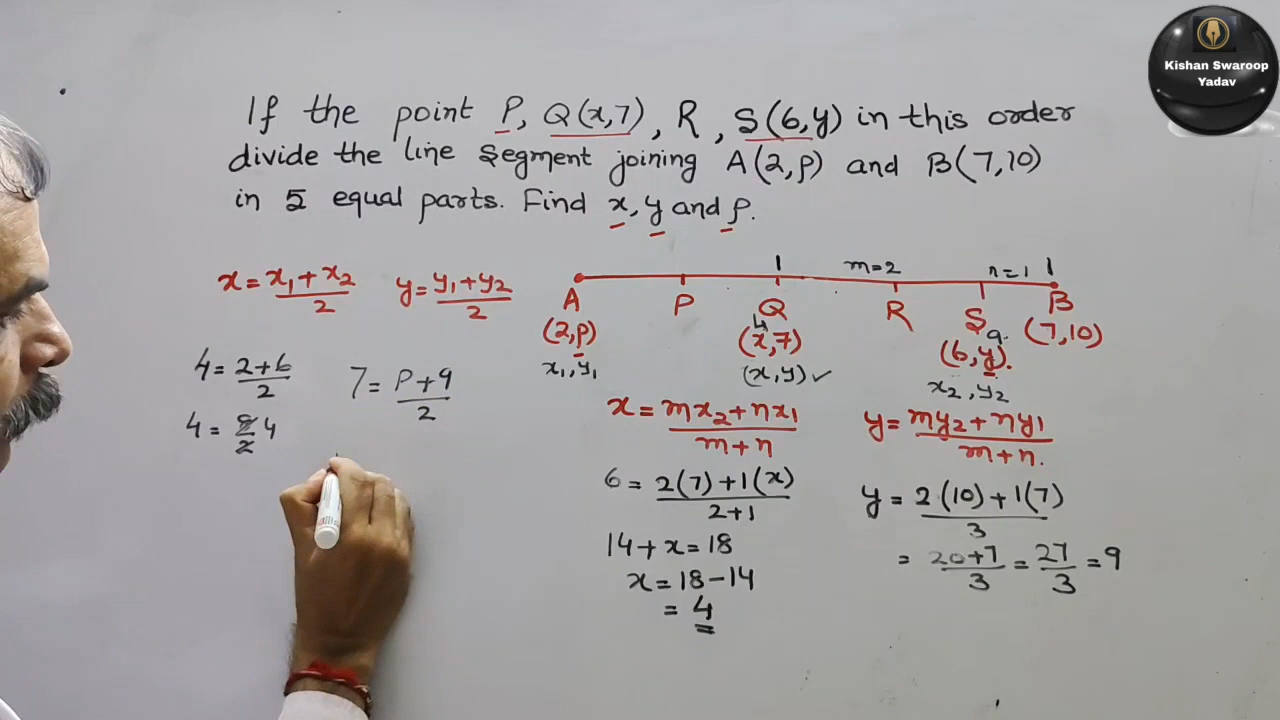 Kishan Swaroop
Yadav
If the point P, Q(x,7), R, S(6,y) in this order
divide the line segment joining A(2,p) and B(7,10)
in 5 equal parts. Find x, y and p.
x = x₁+x₂/2 y = y₁+y₂/2
1 m=2 n=1 1
A P Q R S B
(2,p) 4 (x,7) 9 (6,y). (7,10)
x₁, y₁ (x,y) ✓ x₂, y₂
4 = 2+6/2 7 = P+9/2
4 = 8/2 4
x = mx₂+nx₁/m+n y = my₂+ny₁/m+n.
6 = 2(7)+1(x)/2+1 y = 2(10)+1(7)/3
14+x=18 = 20+7/3 = 27/3 = 9
x = 18-14
= 4